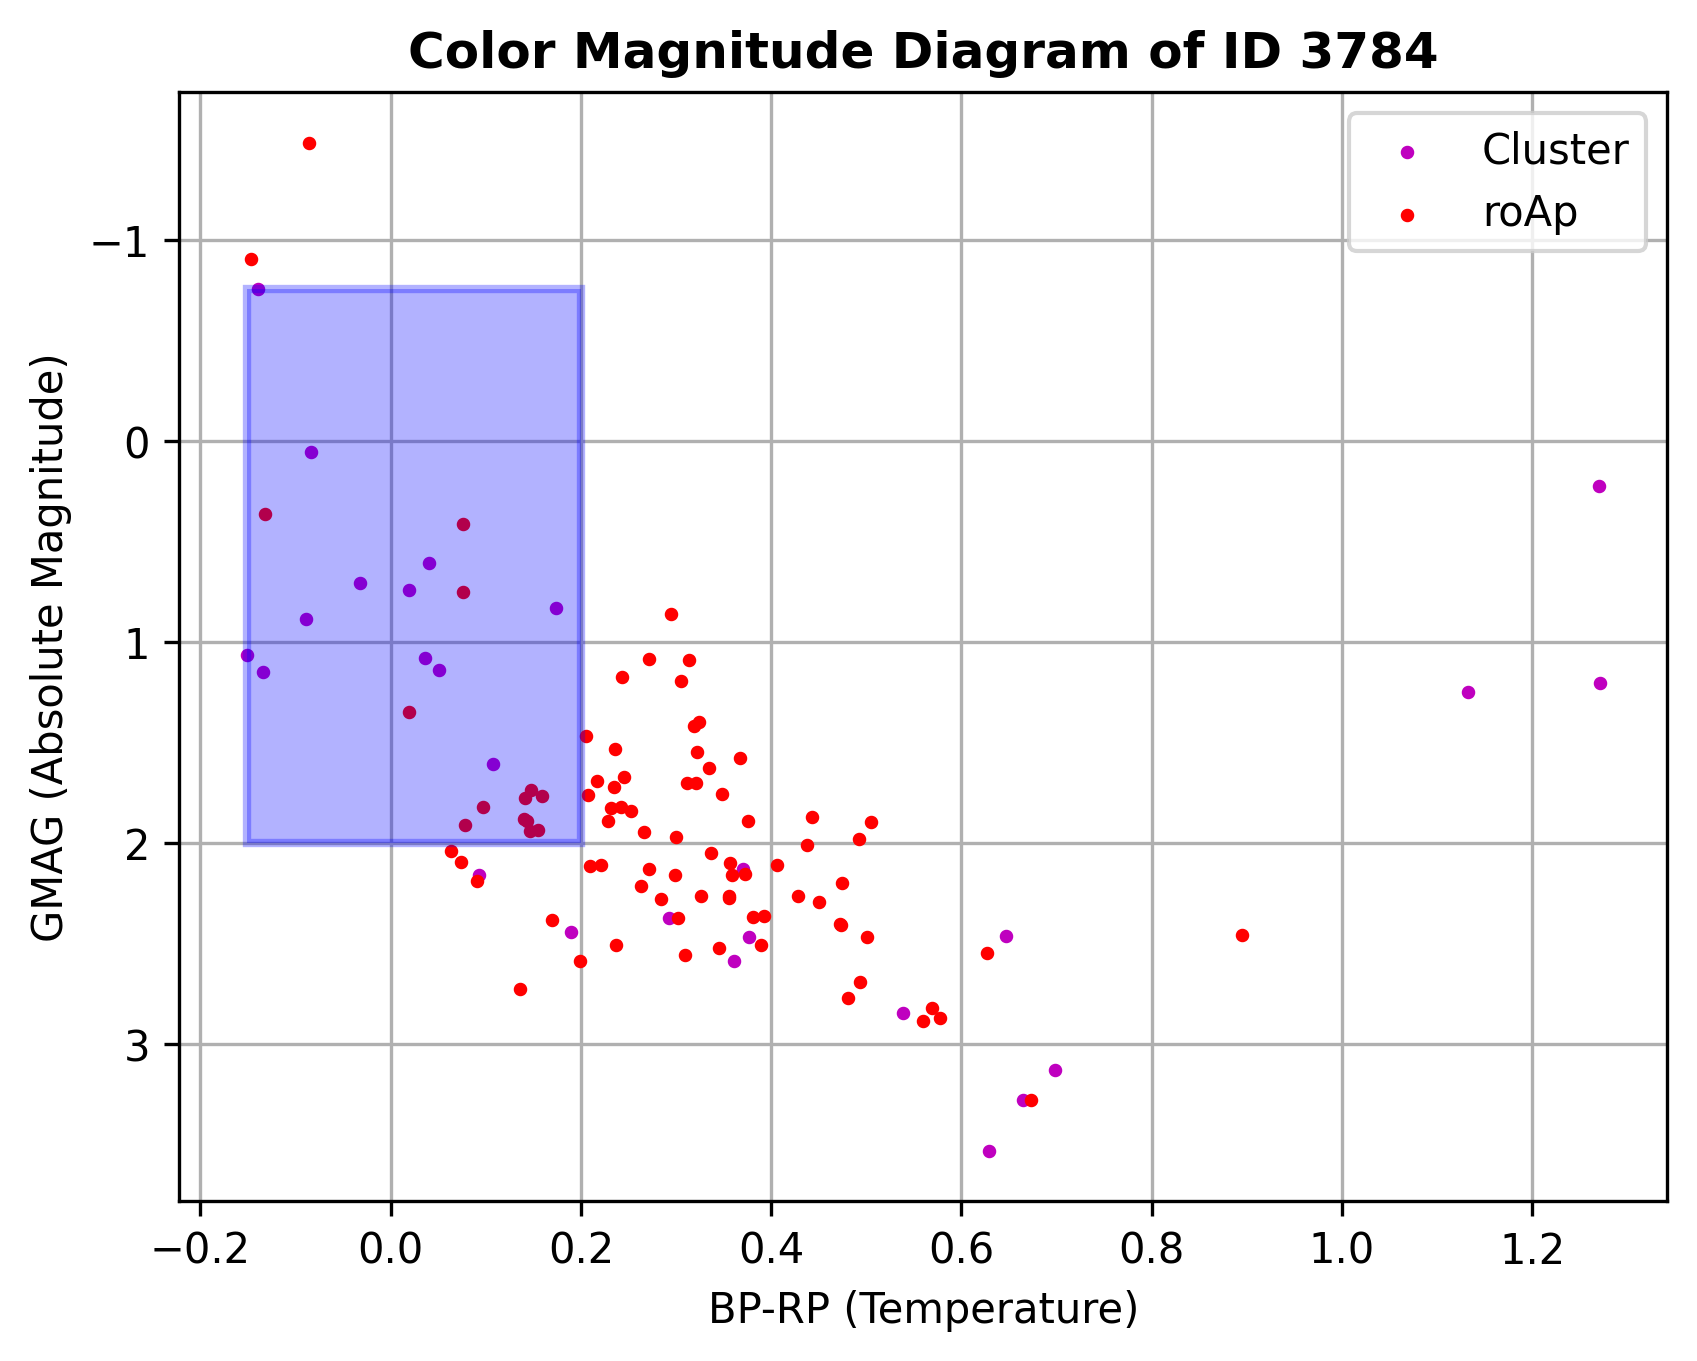 Color Magnitude Diagram of ID 3784
Cluster
roAp
−1
0
1
2
3
GMAG (Absolute Magnitude)
−0.2 0.0 0.2 0.4 0.6 0.8 1.0 1.2
BP-RP (Temperature)